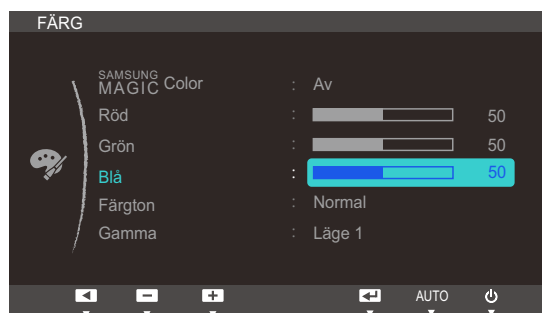 FÄRG
SAMSUNG MAGIC Color : Av
Röd : 50
Grön : 50
Blå : 50
Färgton : Normal
Gamma : Läge 1
AUTO